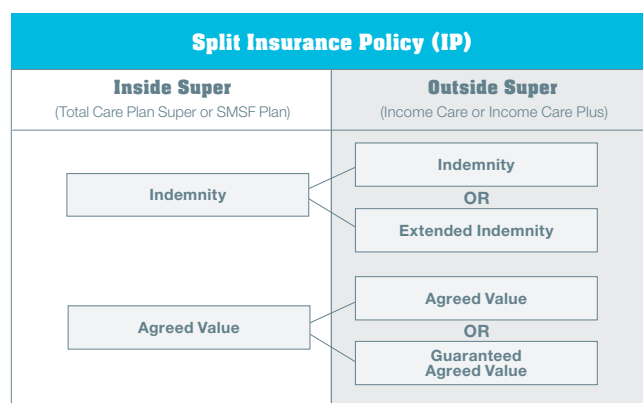 Split Insurance Policy (IP)
Inside Super
(Total Care Plan Super or SMSF Plan)
Outside Super
(Income Care or Income Care Plus)
Indemnity
Indemnity
OR
Extended Indemnity
Agreed Value
Agreed Value
OR
Guaranteed
Agreed Value